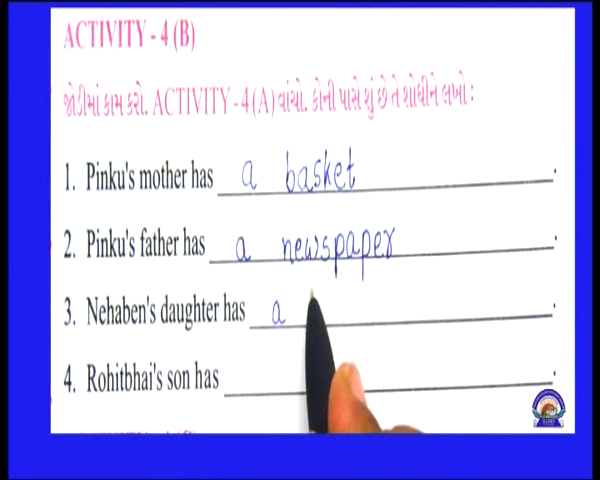 ACTIVITY - 4 (B)
જોડીમાં કામ કરો. ACTIVITY - 4 (A) વાંચો. કોની પાસે શું છે તે શોધીને લખો :
1. Pinku's mother has a basket.
2. Pinku's father has a newspaper.
3. Nehaben's daughter has a .
4. Rohitbhai's son has .